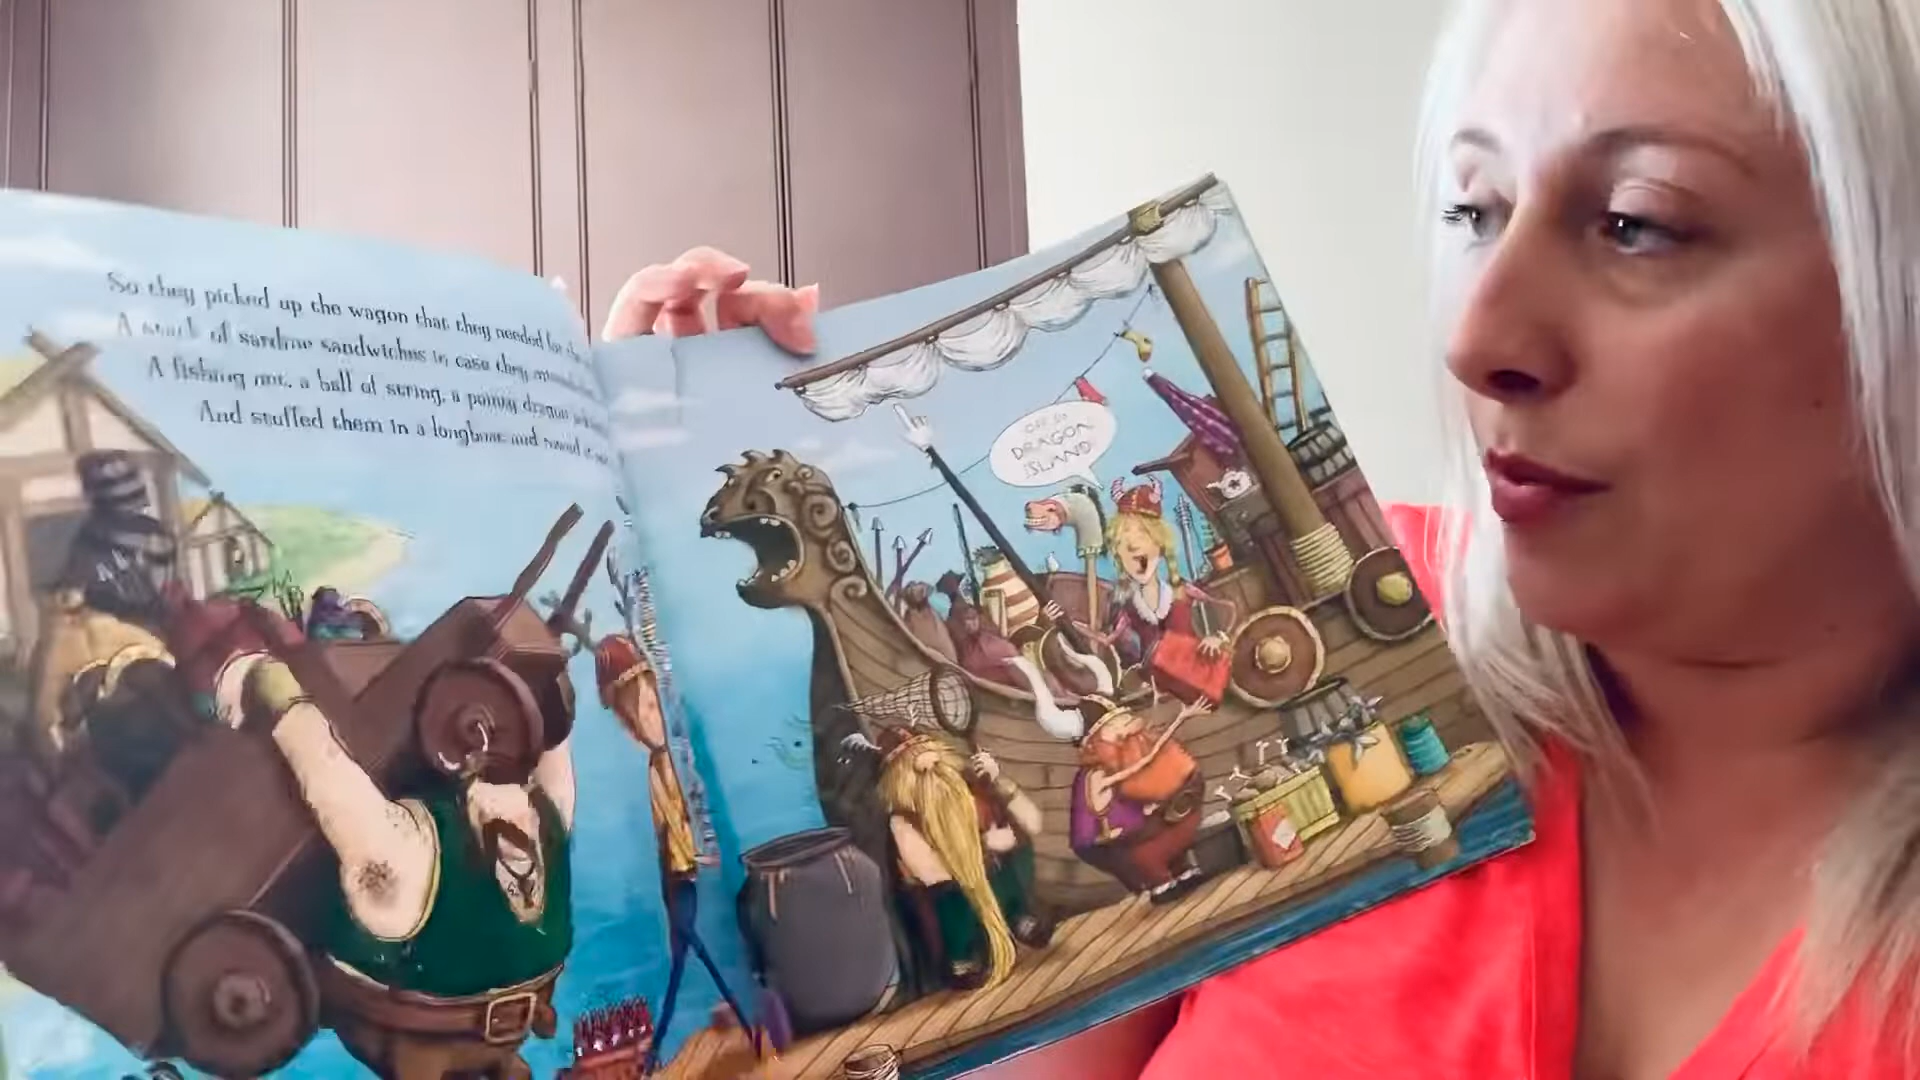 So they picked up the wagon that they needed for the
A stack of sardine sandwiches in case they
A fishing net, a ball of string, a pointy dragon
And stuffed them in a longboat and rowed it
OFF TO
DRAGON
ISLAND